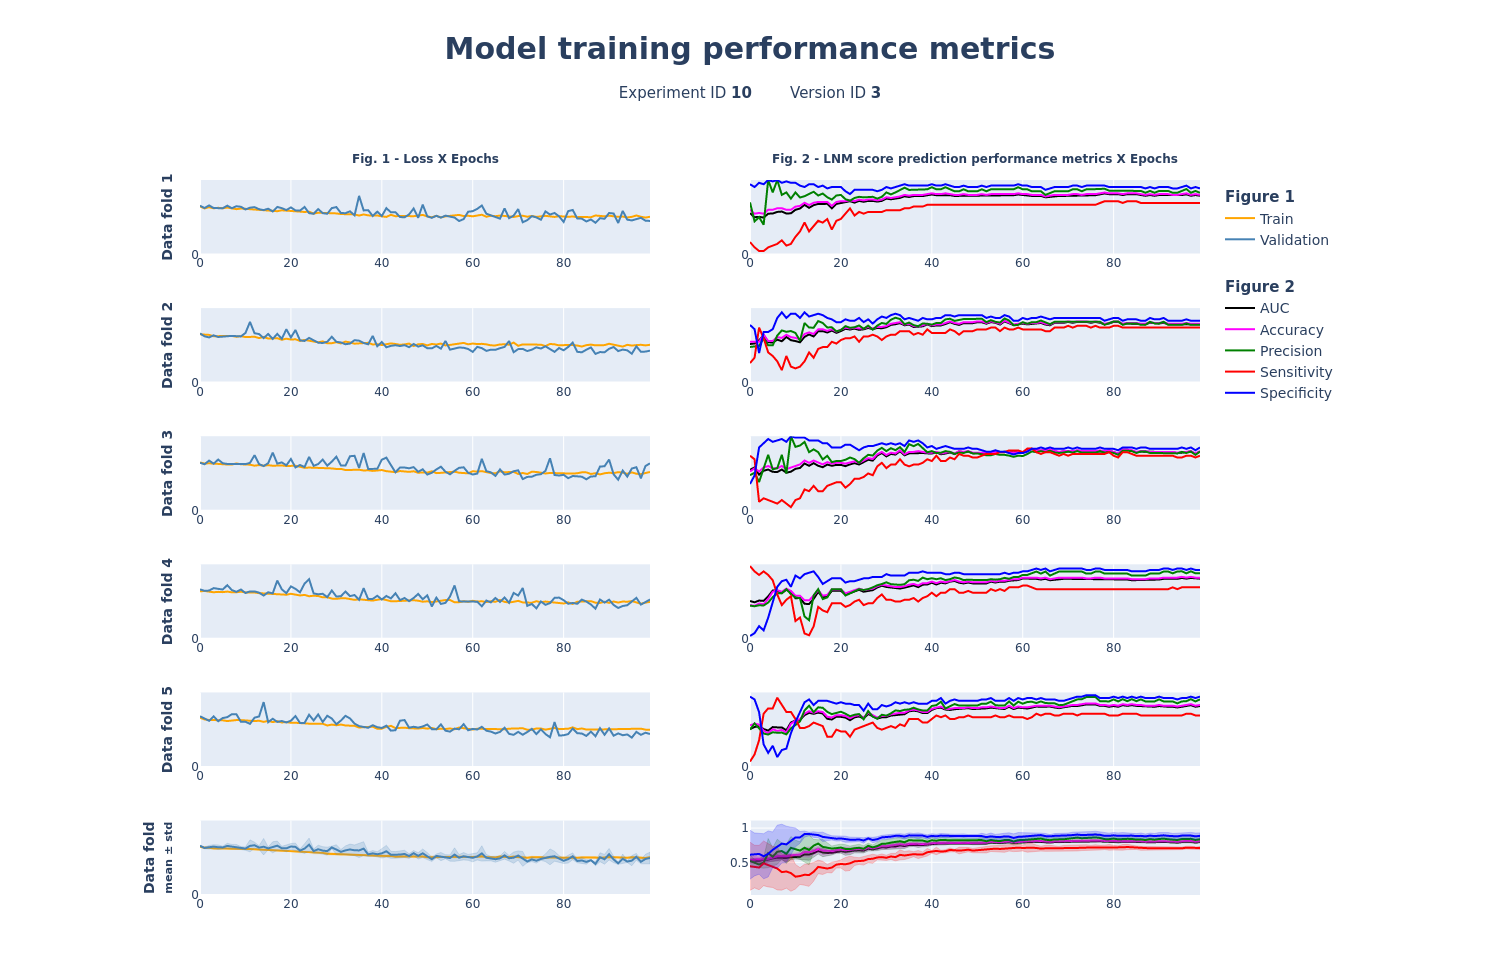 Model training performance metrics
Experiment ID 10 Version ID 3
Fig. 1 - Loss X Epochs
Fig. 2 - LNM score prediction performance metrics X Epochs
Data fold 1
0
0 20 40 60 80
0
0 20 40 60 80
Data fold 2
0
0 20 40 60 80
0
0 20 40 60 80
Data fold 3
0
0 20 40 60 80
0
0 20 40 60 80
Data fold 4
0
0 20 40 60 80
0
0 20 40 60 80
Data fold 5
0
0 20 40 60 80
0
0 20 40 60 80
Data fold
mean ± std
0
0 20 40 60 80
1
0.5
0 20 40 60 80
Figure 1
Train
Validation
Figure 2
AUC
Accuracy
Precision
Sensitivity
Specificity